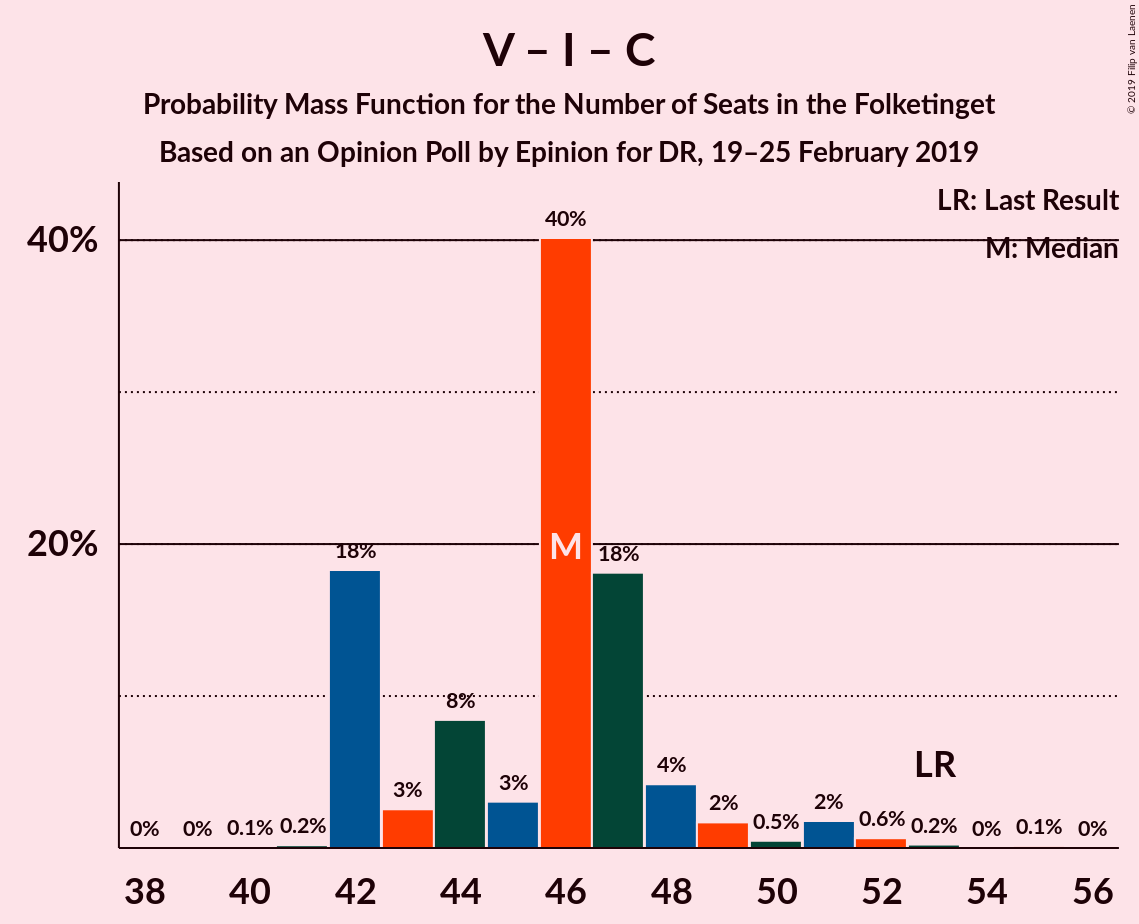 V – I – C
Probability Mass Function for the Number of Seats in the Folketinget
Based on an Opinion Poll by Epinion for DR, 19–25 February 2019
© 2019 Filip van Laenen
LR: Last Result
M: Median
40%
20%
0%
0%
0.1%
0.2%
18%
3%
8%
3%
40%
M
18%
4%
2%
0.5%
2%
0.6%
0.2%
LR
0%
0.1%
0%
38 40 42 44 46 48 50 52 54 56